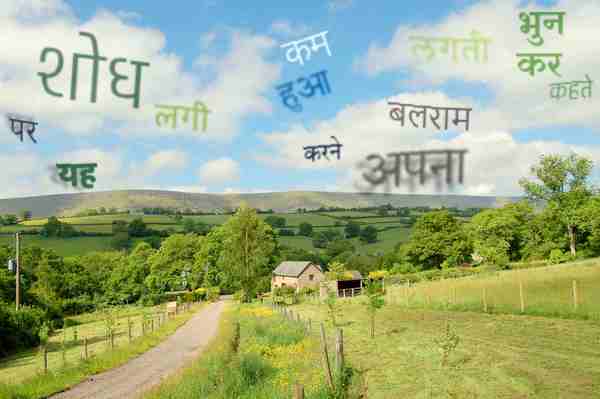 शोध
लगी
पर
यह
कम
हुआ
करने
बलराम
अपना
लगती
भुन
कर
कहते